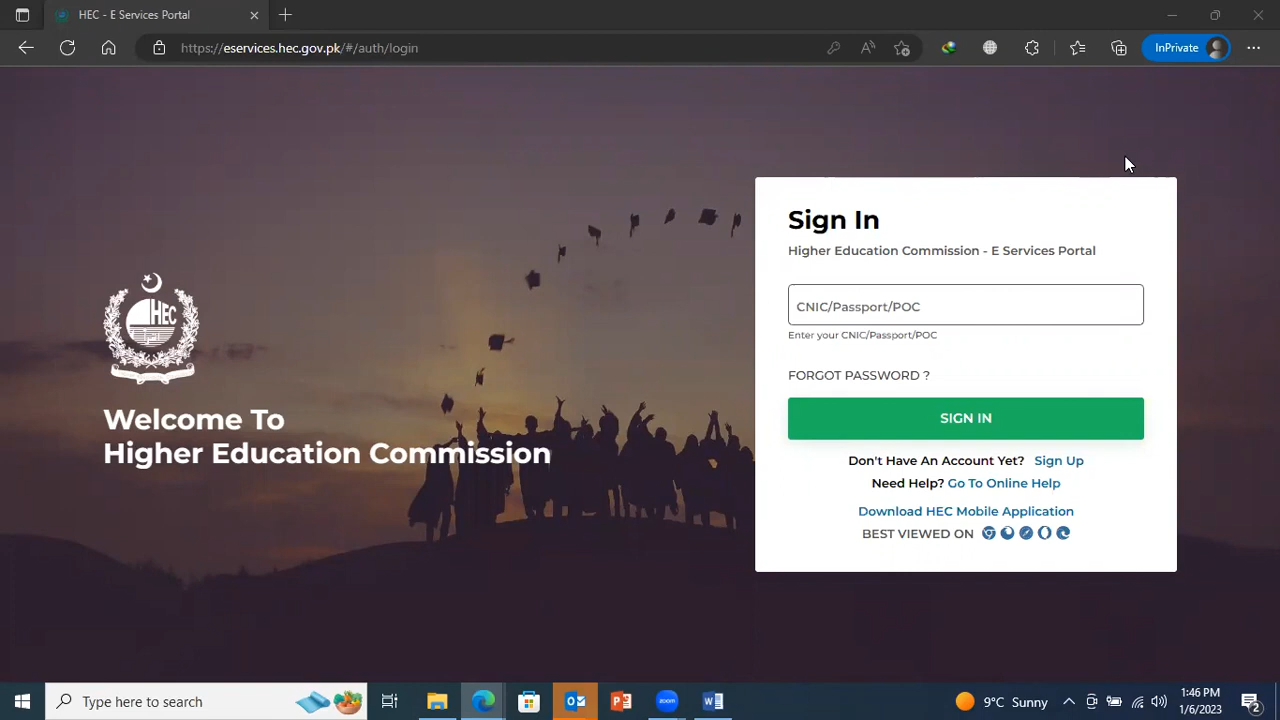 HEC - E Services Portal
https://eservices.hec.gov.pk/#/auth/login
InPrivate
Sign In
Higher Education Commission - E Services Portal
CNIC/Passport/POC
Enter your CNIC/Passport/POC
FORGOT PASSWORD ?
SIGN IN
Don't Have An Account Yet? Sign Up
Need Help? Go To Online Help
Download HEC Mobile Application
BEST VIEWED ON
HEC
Welcome To
Higher Education Commission
Type here to search
zoom
9°C Sunny
1:46 PM
1/6/2023
2